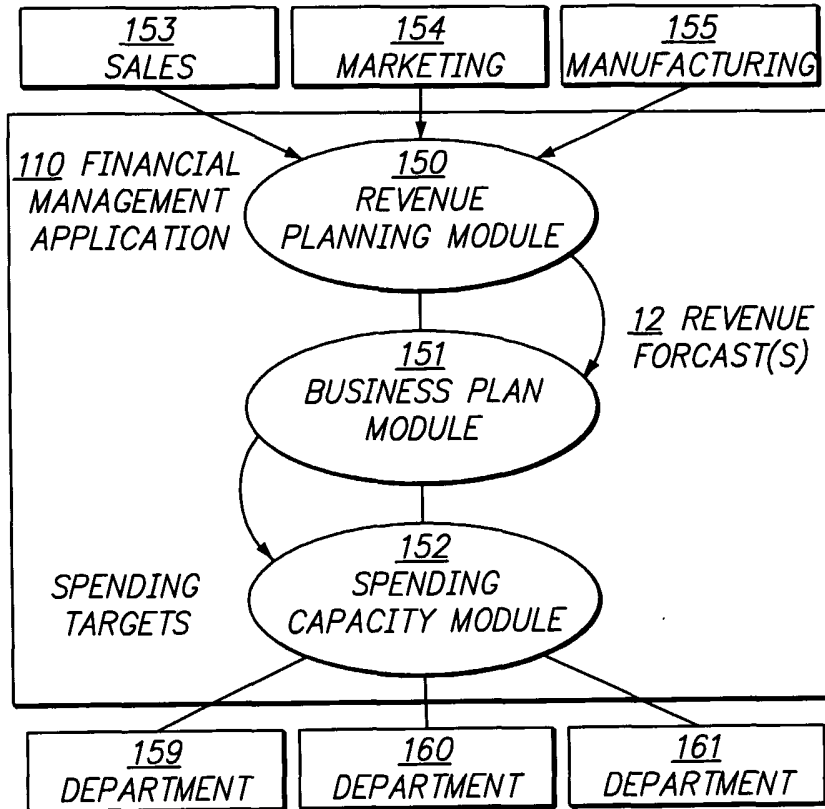 153
SALES
154
MARKETING
155
MANUFACTURING
110 FINANCIAL
MANAGEMENT
APPLICATION
150
REVENUE
PLANNING MODULE
12 REVENUE
FORCAST(S)
151
BUSINESS PLAN
MODULE
152
SPENDING
CAPACITY MODULE
SPENDING
TARGETS
159
DEPARTMENT
160
DEPARTMENT
161
DEPARTMENT